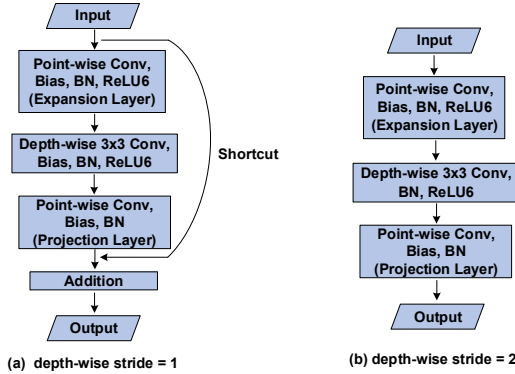 Input
Point-wise Conv,
Bias, BN, ReLU6
(Expansion Layer)
Depth-wise 3x3 Conv,
Bias, BN, ReLU6
Shortcut
Point-wise Conv,
Bias, BN
(Projection Layer)
Addition
Output
(a) depth-wise stride = 1
Input
Point-wise Conv,
Bias, BN, ReLU6
(Expansion Layer)
Depth-wise 3x3 Conv,
BN, ReLU6
Point-wise Conv,
Bias, BN
(Projection Layer)
Output
(b) depth-wise stride = 2